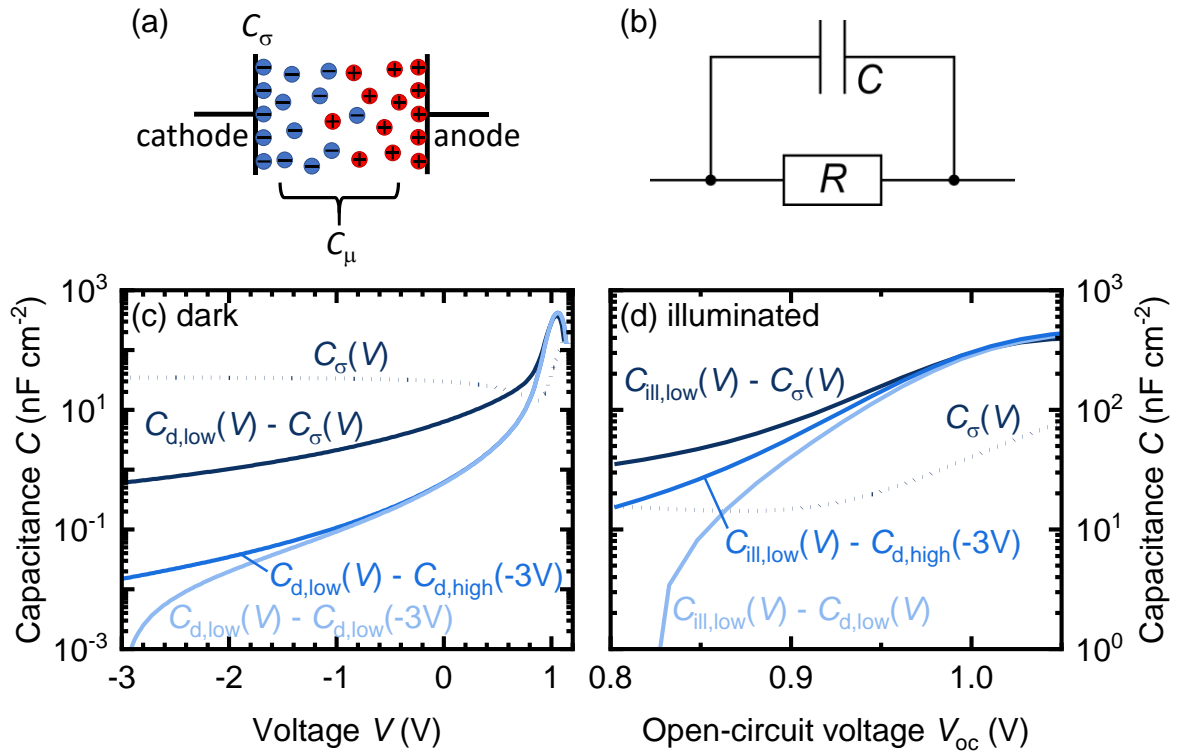 (a)
Cσ
cathode
anode
Cμ
(b)
C
R
Capacitance C (nF cm-2)
10³
10¹
10-1
10-3
(c) dark
Cσ(V)
Cd,low(V) - Cσ(V)
Cd,low(V) - Cd,high(-3V)
Cd,low(V) - Cd,low(-3V)
-3
-2
-1
0
1
Voltage V (V)
(d) illuminated
Cill,low(V) - Cσ(V)
Cσ(V)
Cill,low(V) - Cd,high(-3V)
Cill,low(V) - Cd,low(V)
0.8
0.9
1.0
Open-circuit voltage Voc (V)
10³
10²
10¹
10⁰
Capacitance C (nF cm-2)